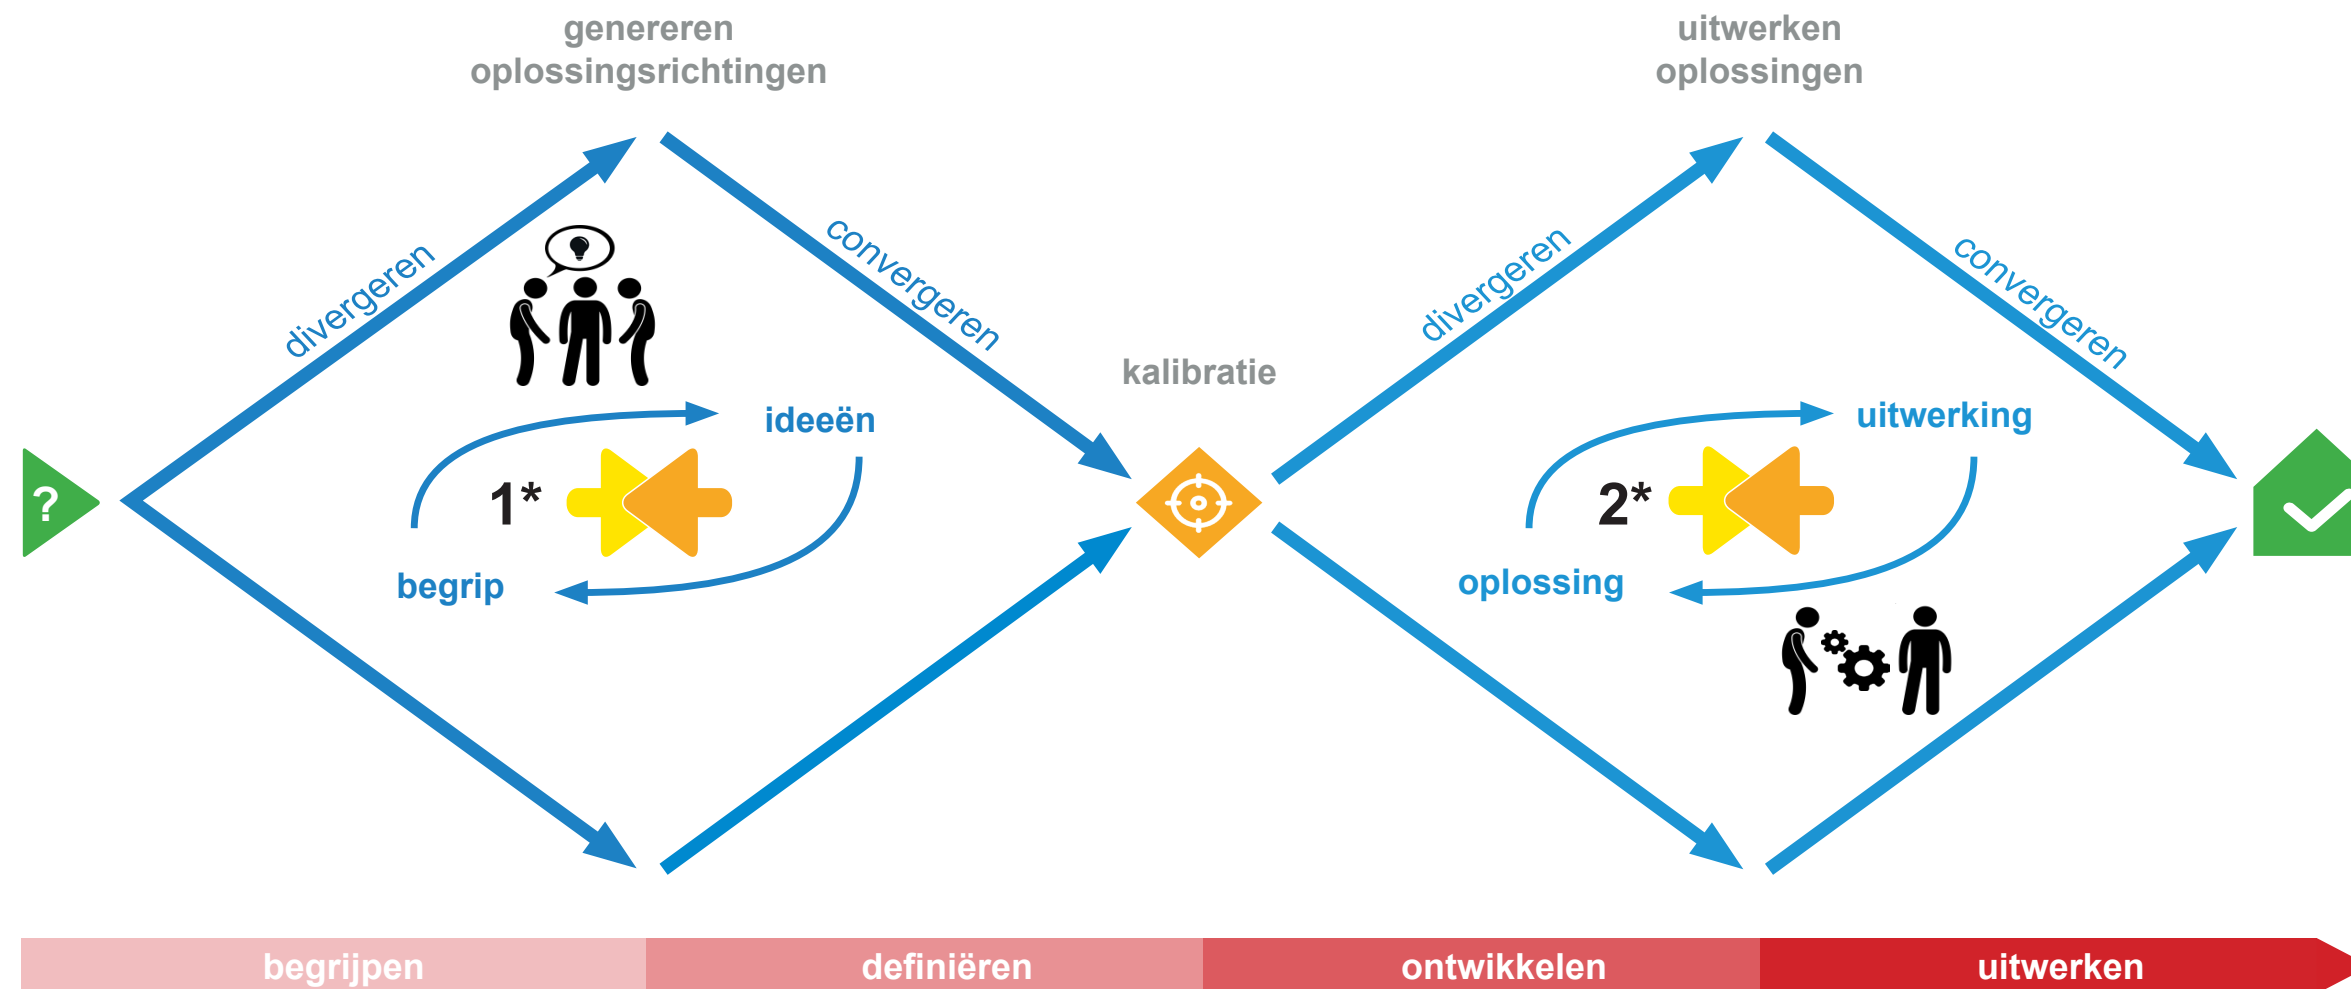 genereren
oplossingsrichtingen
uitwerken
oplossingen
divergeren
convergeren
divergeren
convergeren
kalibratie
ideeën
uitwerking
?
1*
2*
begrip
oplossing
begrijpen
definiëren
ontwikkelen
uitwerken